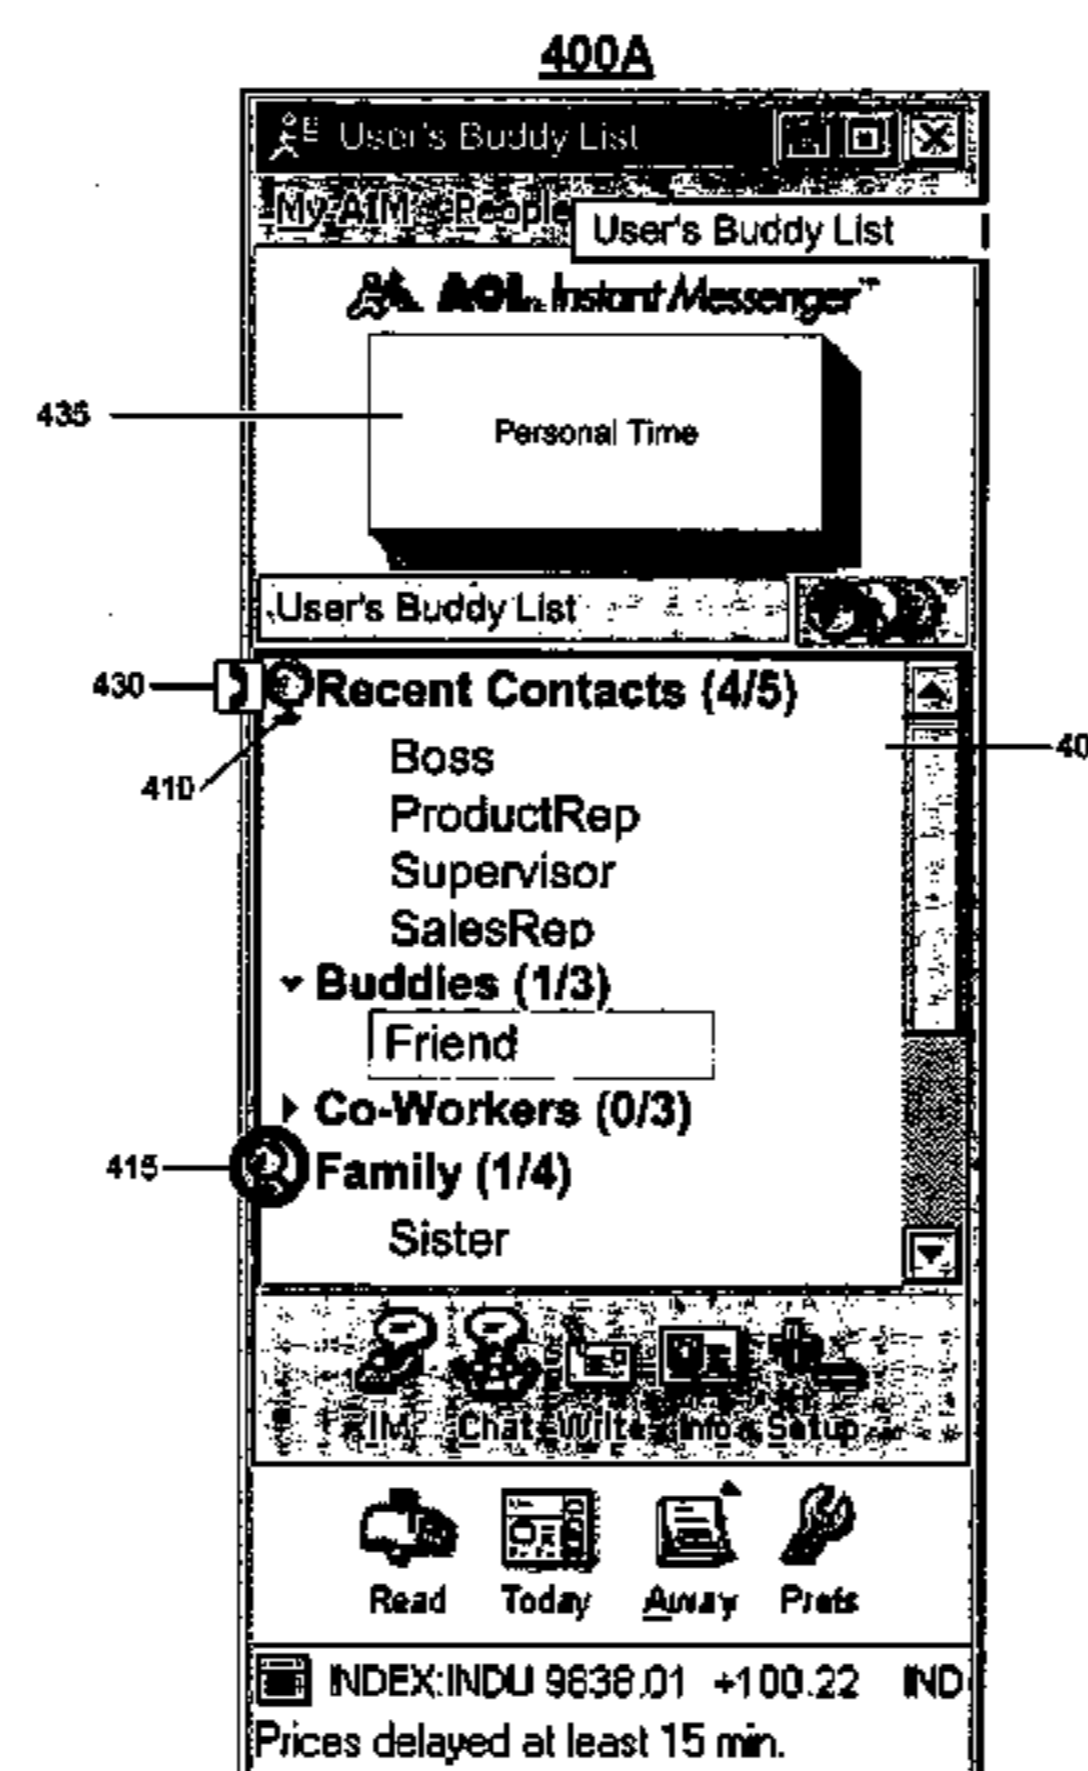 400A
User's Buddy List
My AIM People
User's Buddy List
AOL Instant Messenger™
435
Personal Time
User's Buddy List
430
Recent Contacts (4/5)
40
Boss
410
ProductRep
Supervisor
SalesRep
Buddies (1/3)
Friend
Co-Workers (0/3)
415
Family (1/4)
Sister
IM Chat Write Info Setup
Read Today Away Prefs
INDEX:INDU 9838.01 +100.22 IND
Prices delayed at least 15 min.